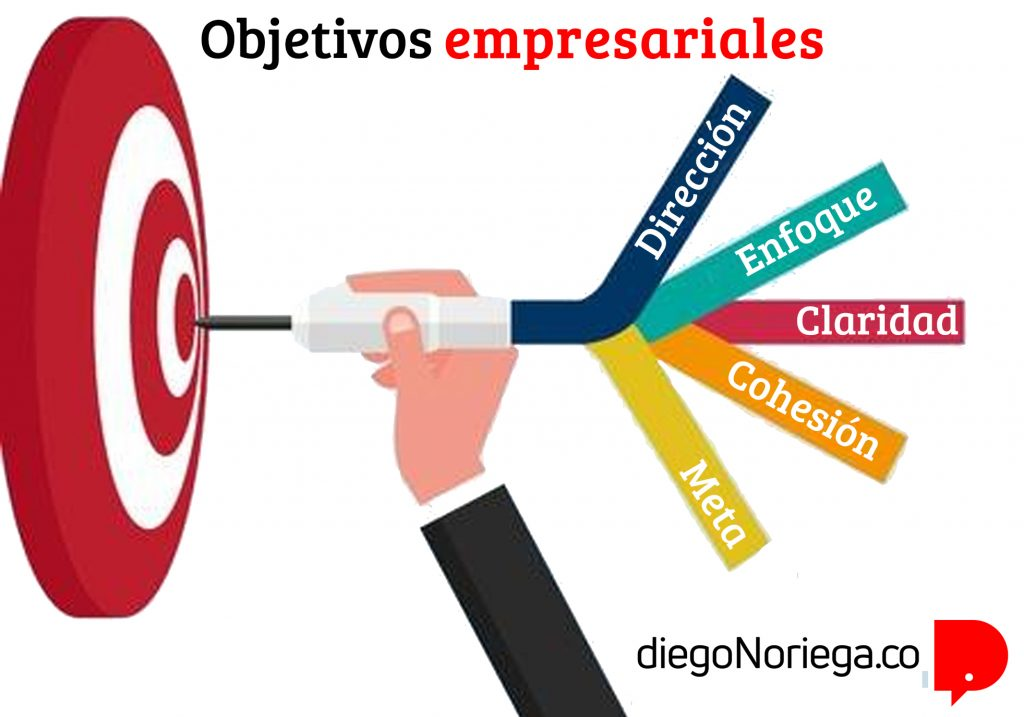 Objetivos empresariales
Dirección
Enfoque
Claridad
Cohesión
Meta
diegoNoriega.co